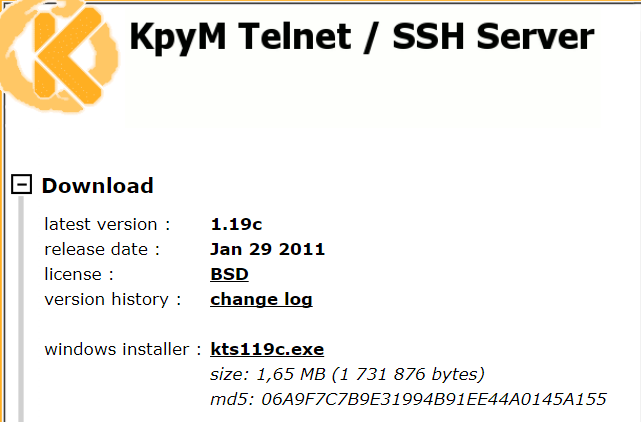 KpyM Telnet / SSH Server
Download
latest version : 1.19c
release date : Jan 29 2011
license : BSD
version history : change log
windows installer : kts119c.exe
size: 1,65 MB (1 731 876 bytes)
md5: 06A9F7C7B9E31994B91EE44A0145A155